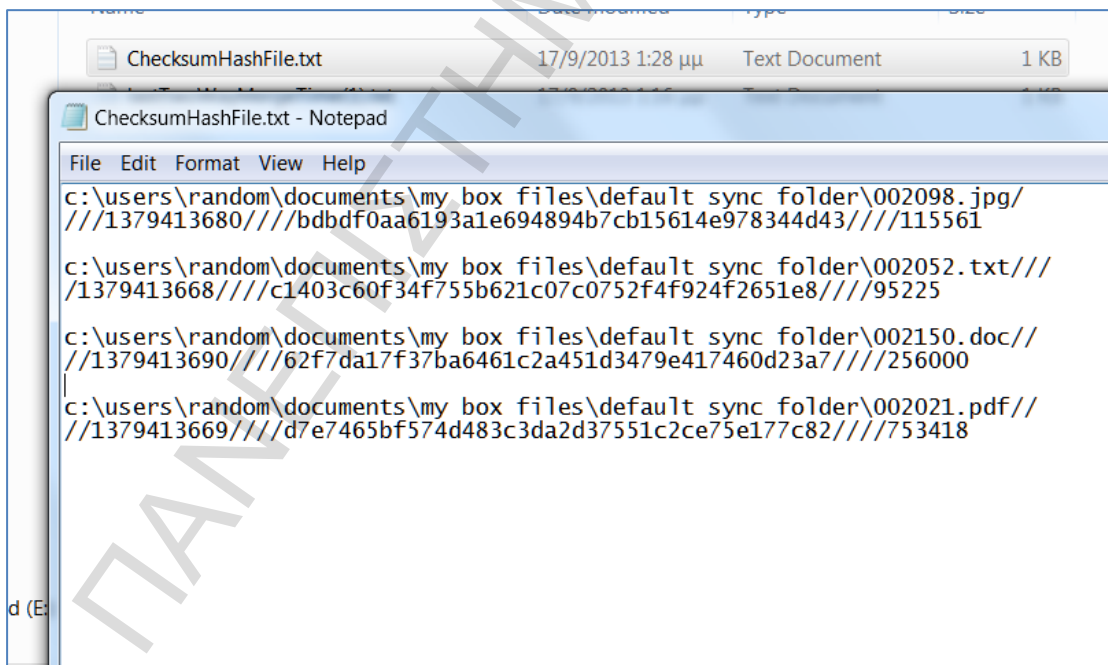 ChecksumHashFile.txt 17/9/2013 1:28 μμ Text Document 1 KB
ChecksumHashFile.txt - Notepad
File Edit Format View Help
c:\users\random\documents\my box files\default sync folder\002098.jpg/
///1379413680////bdbdf0aa6193a1e694894b7cb15614e978344d43////115561
c:\users\random\documents\my box files\default sync folder\002052.txt///
/1379413668////c1403c60f34f755b621c07c0752f4f924f2651e8////95225
c:\users\random\documents\my box files\default sync folder\002150.doc//
//1379413690////62f7da17f37ba6461c2a451d3479e417460d23a7////256000
c:\users\random\documents\my box files\default sync folder\002021.pdf//
//1379413669////d7e7465bf574d483c3da2d37551c2ce75e177c82////753418
d (E:
ΠΑΝΕΠΙΣΤΗΜ